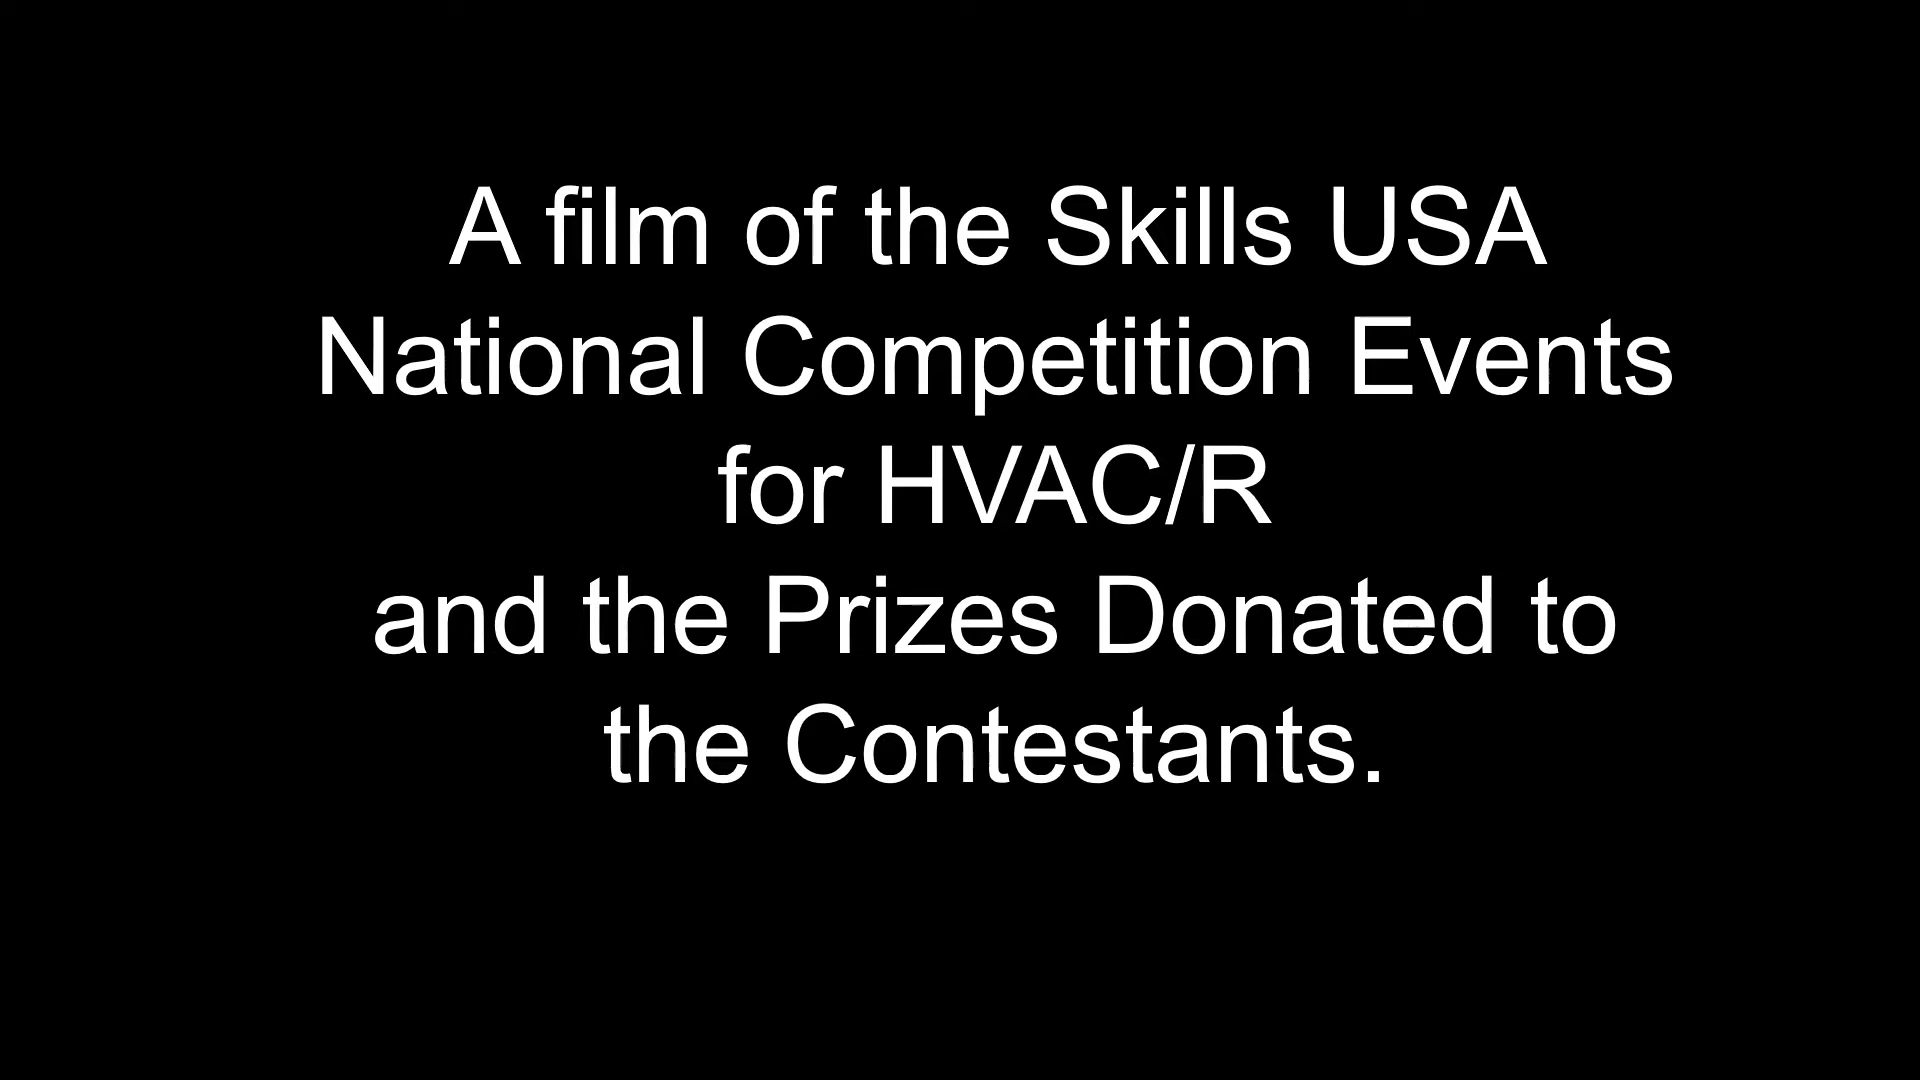 A film of the Skills USA
National Competition Events
for HVAC/R
and the Prizes Donated to
the Contestants.